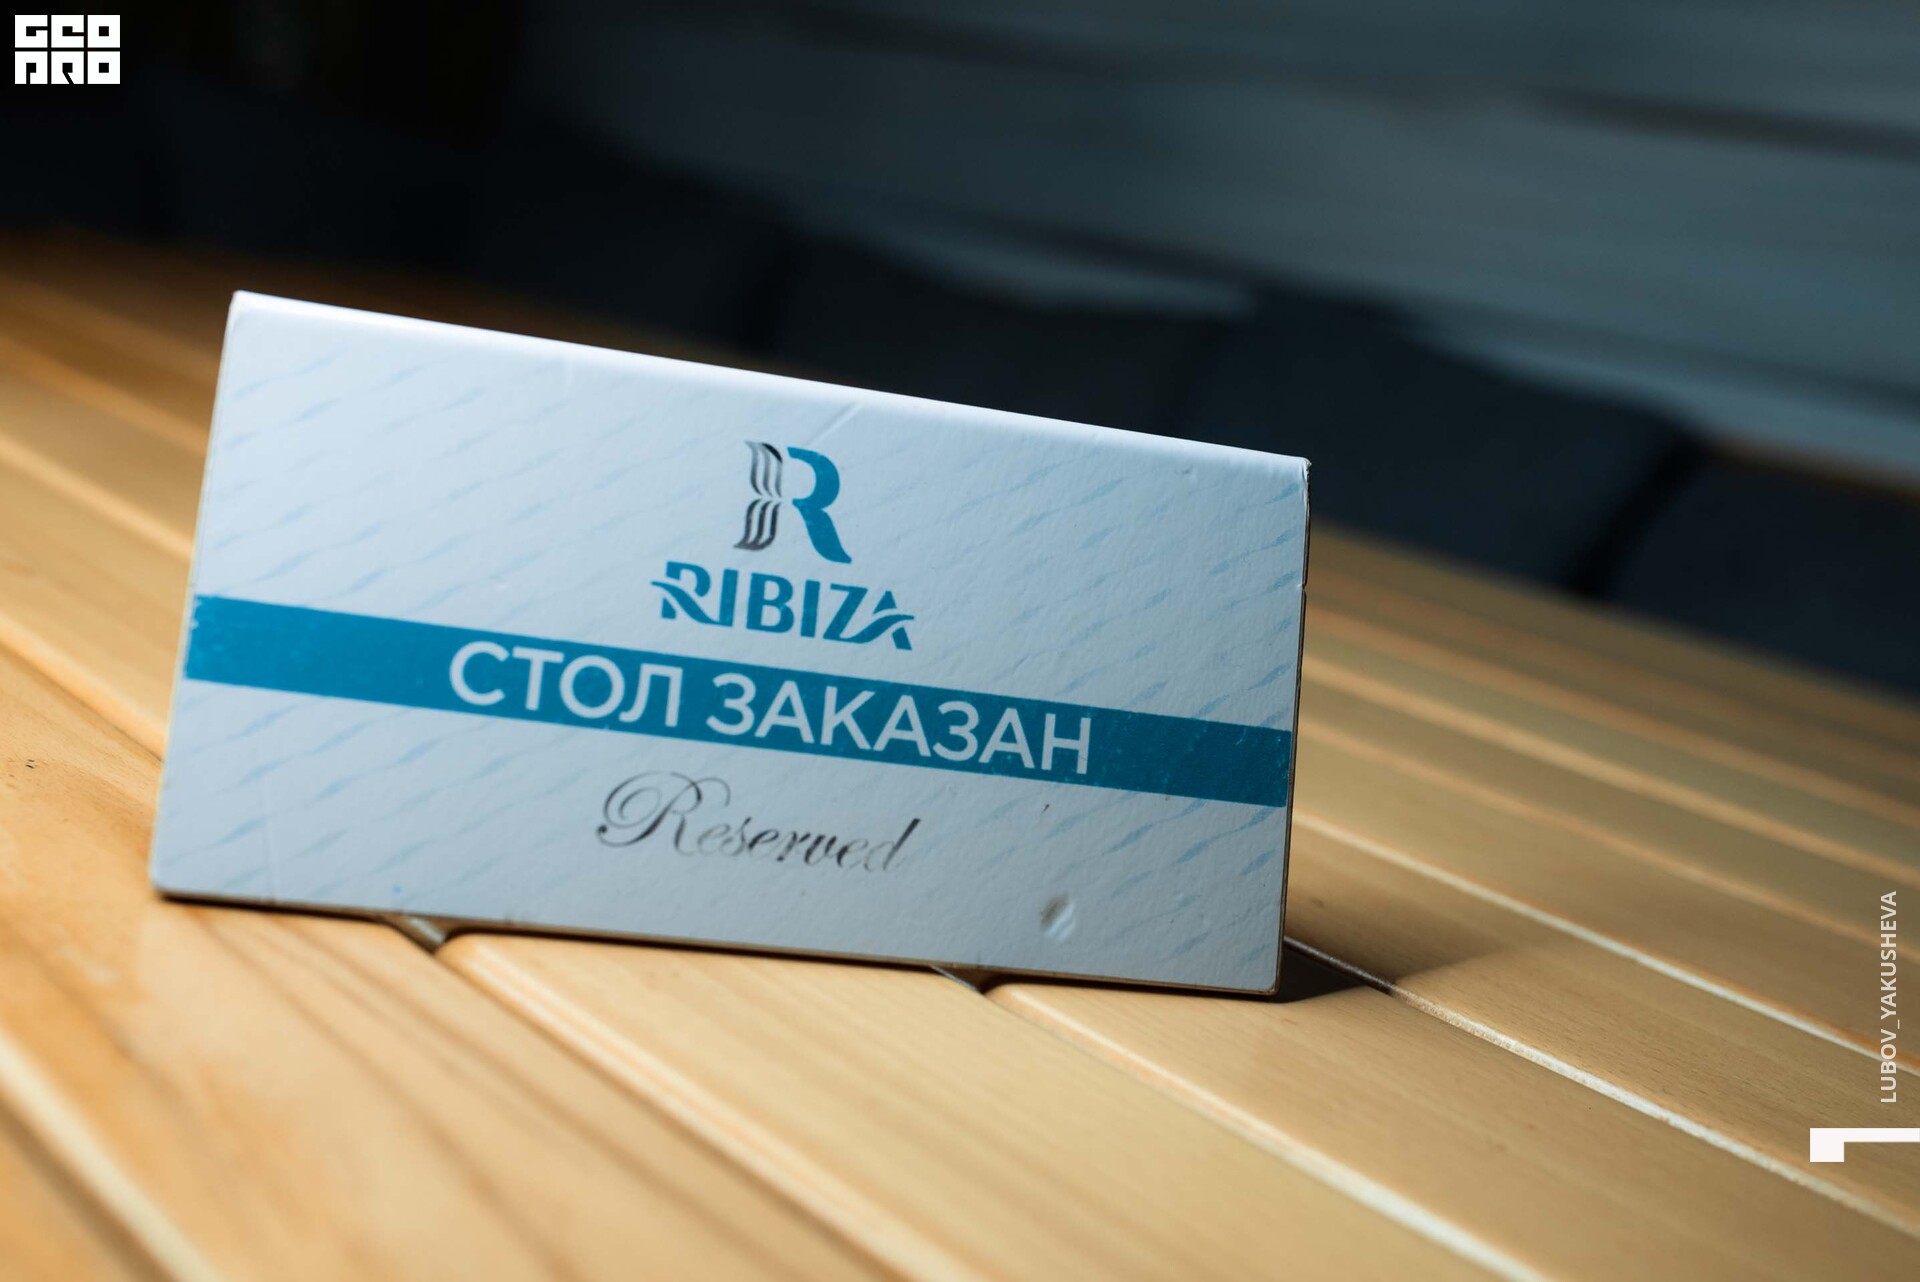 GEO
PRO
R
RIBIZA
СТОЛ ЗАКАЗАН
Reserved
LUBOV_YAKUSHEVA